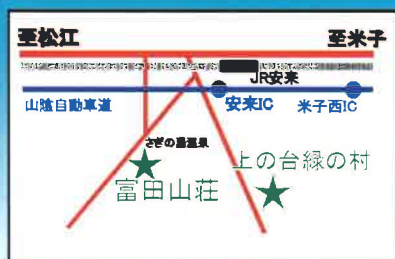 至松江 至米子
JR安来
山陰自動車道 安来IC 米子西IC
さぎの湯温泉
上の台緑の村
富田山荘